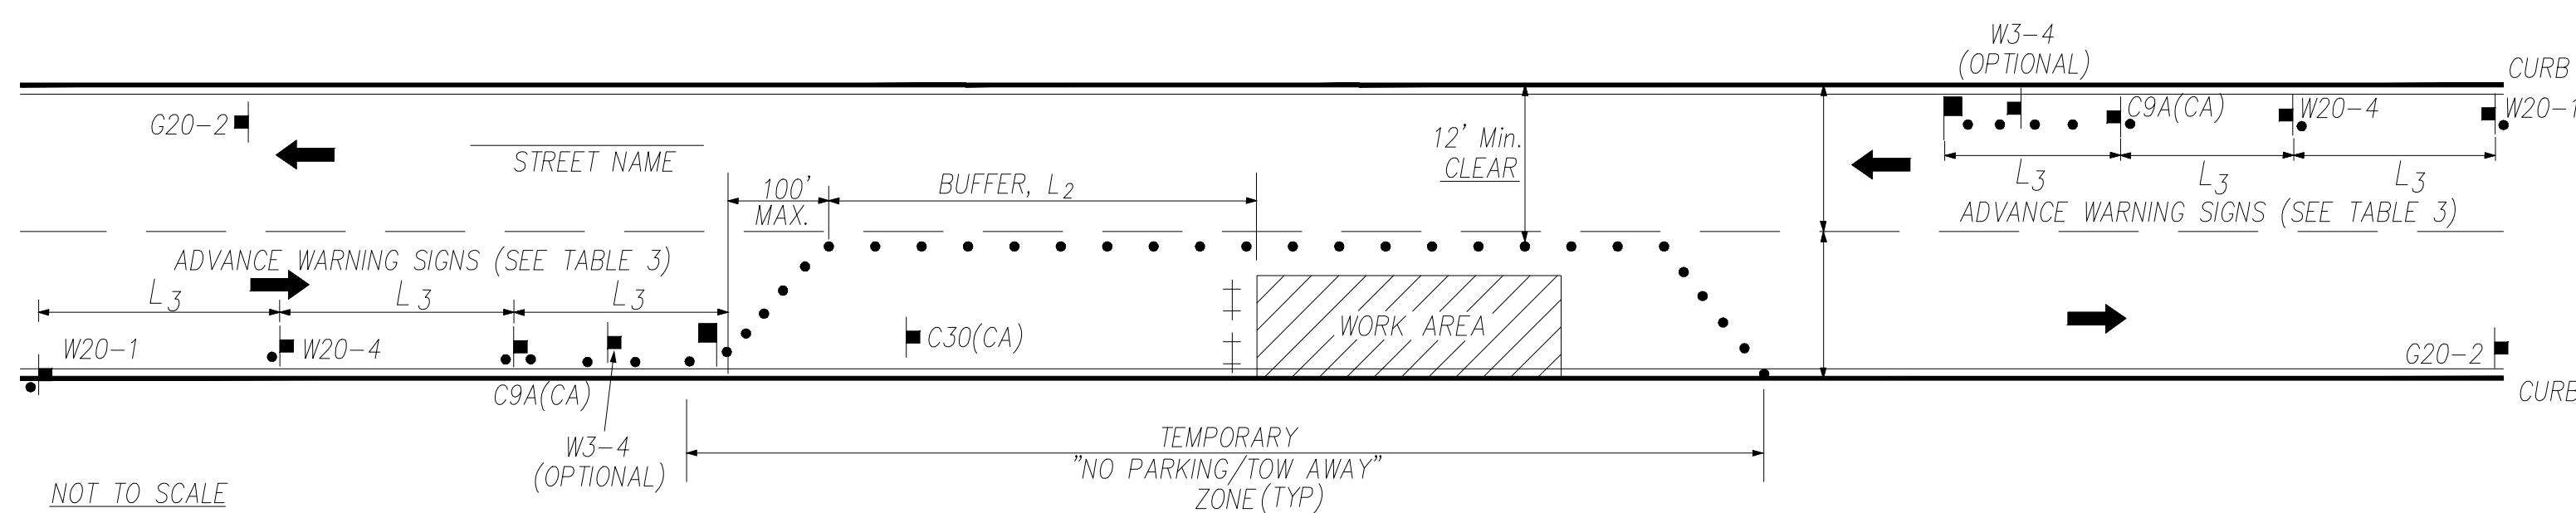 W3-4
(OPTIONAL)
CURB
G20-2
C9A(CA)
W20-4
W20-1
STREET NAME
12' Min.
CLEAR
100'
MAX.
BUFFER, L2
L3
L3
L3
ADVANCE WARNING SIGNS (SEE TABLE 3)
ADVANCE WARNING SIGNS (SEE TABLE 3)
L3
L3
L3
W20-1
W20-4
C30(CA)
WORK AREA
G20-2
C9A(CA)
CURB
W3-4
(OPTIONAL)
TEMPORARY
"NO PARKING/TOW AWAY"
ZONE(TYP)
NOT TO SCALE